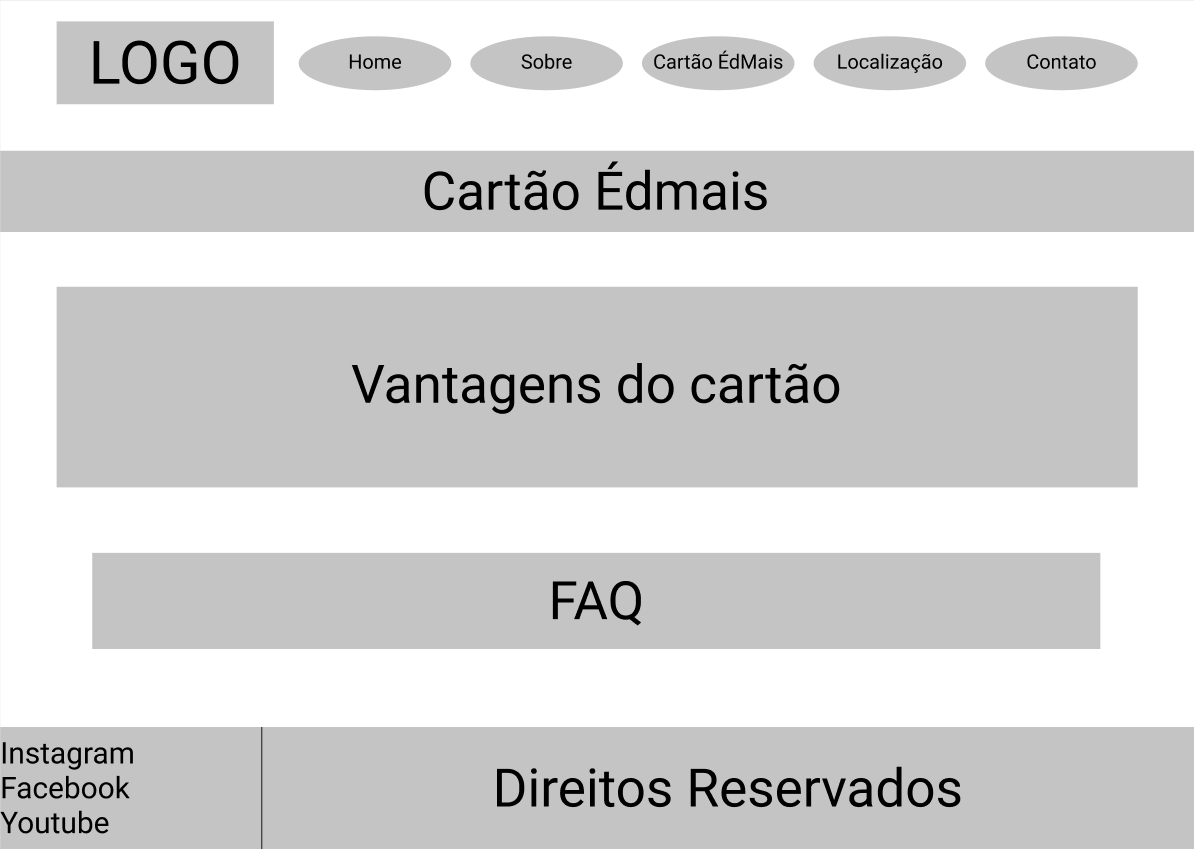 LOGO
Home
Sobre
Cartão ÉdMais
Localização
Contato
Cartão Édmais
Vantagens do cartão
FAQ
Instagram
Facebook
Youtube
Direitos Reservados